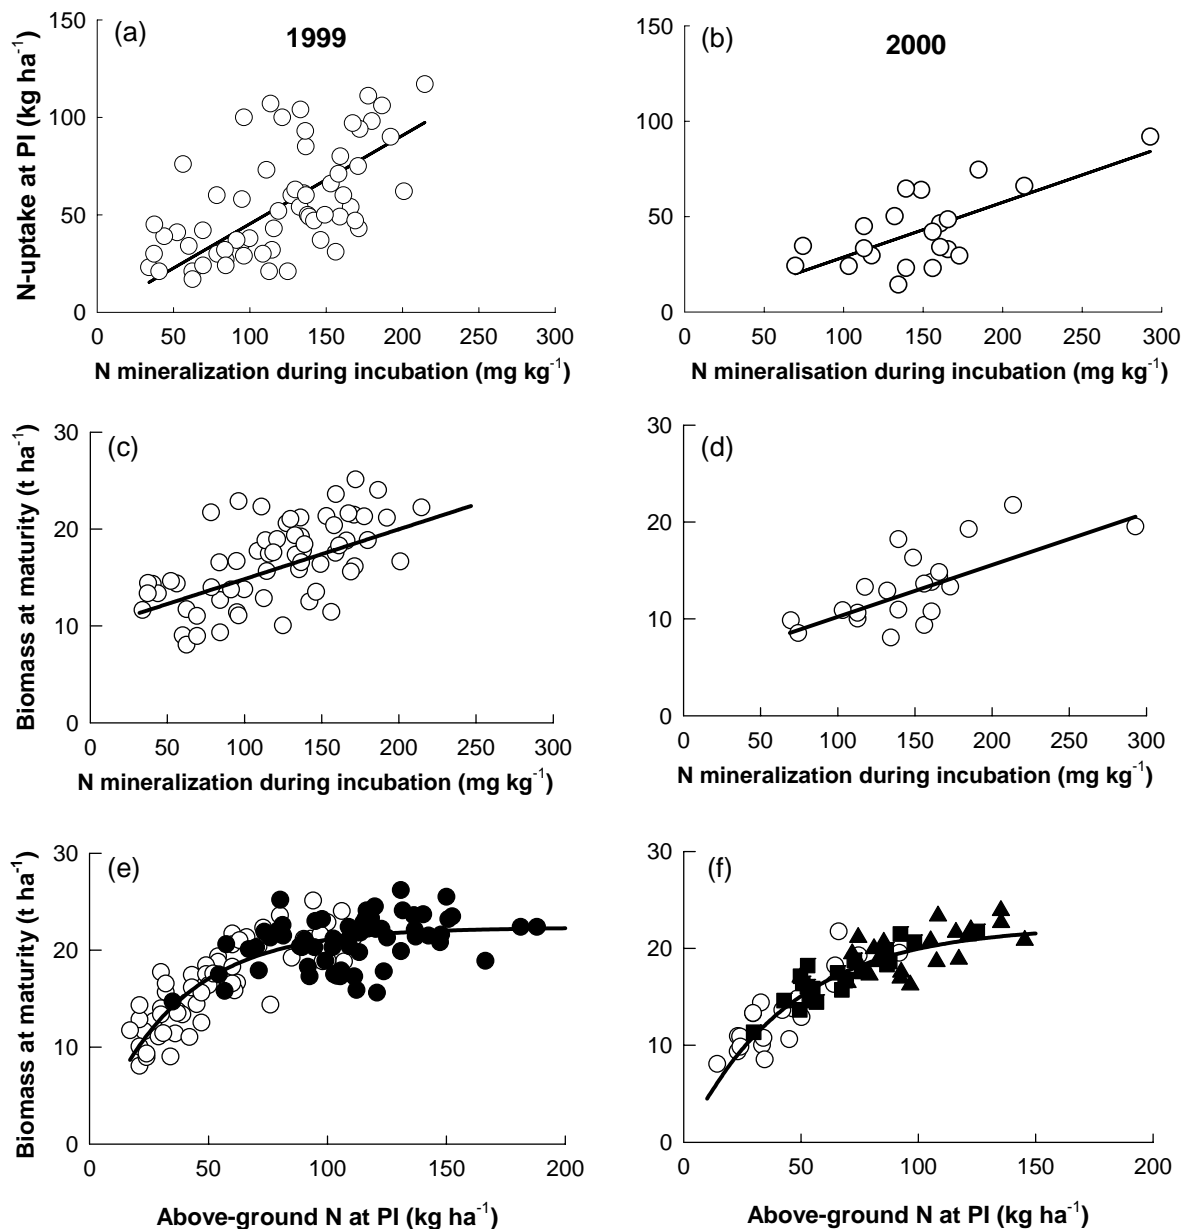 (a) 1999
N-uptake at PI (kg ha⁻¹)
150
100
50
0
0 50 100 150 200 250 300
N mineralization during incubation (mg kg⁻¹)
(b) 2000
150
100
50
0
0 50 100 150 200 250 300
N mineralisation during incubation (mg kg⁻¹)
(c)
Biomass at maturity (t ha⁻¹)
30
20
10
0
0 50 100 150 200 250 300
N mineralization during incubation (mg kg⁻¹)
(d)
30
20
10
0
0 50 100 150 200 250 300
N mineralization during incubation (mg kg⁻¹)
(e)
Biomass at maturity (t ha⁻¹)
30
20
10
0
0 50 100 150 200
Above-ground N at PI (kg ha⁻¹)
(f)
30
20
10
0
0 50 100 150 200
Above-ground N at PI (kg ha⁻¹)